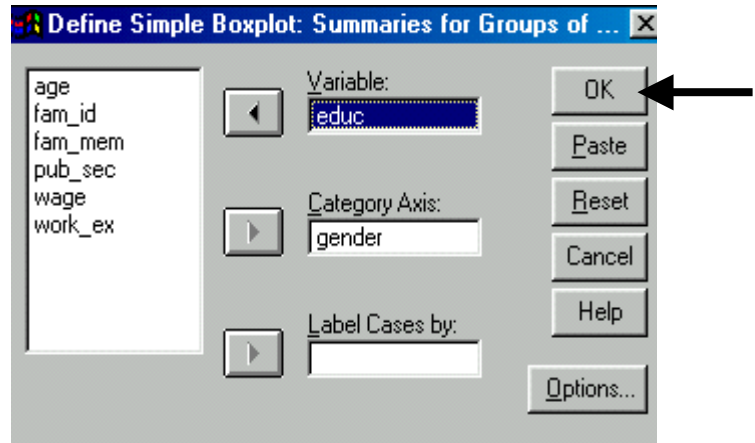 Define Simple Boxplot: Summaries for Groups of ...
age
fam_id
fam_mem
pub_sec
wage
work_ex
Variable:
educ
Category Axis:
gender
Label Cases by:
OK
Paste
Reset
Cancel
Help
Options...